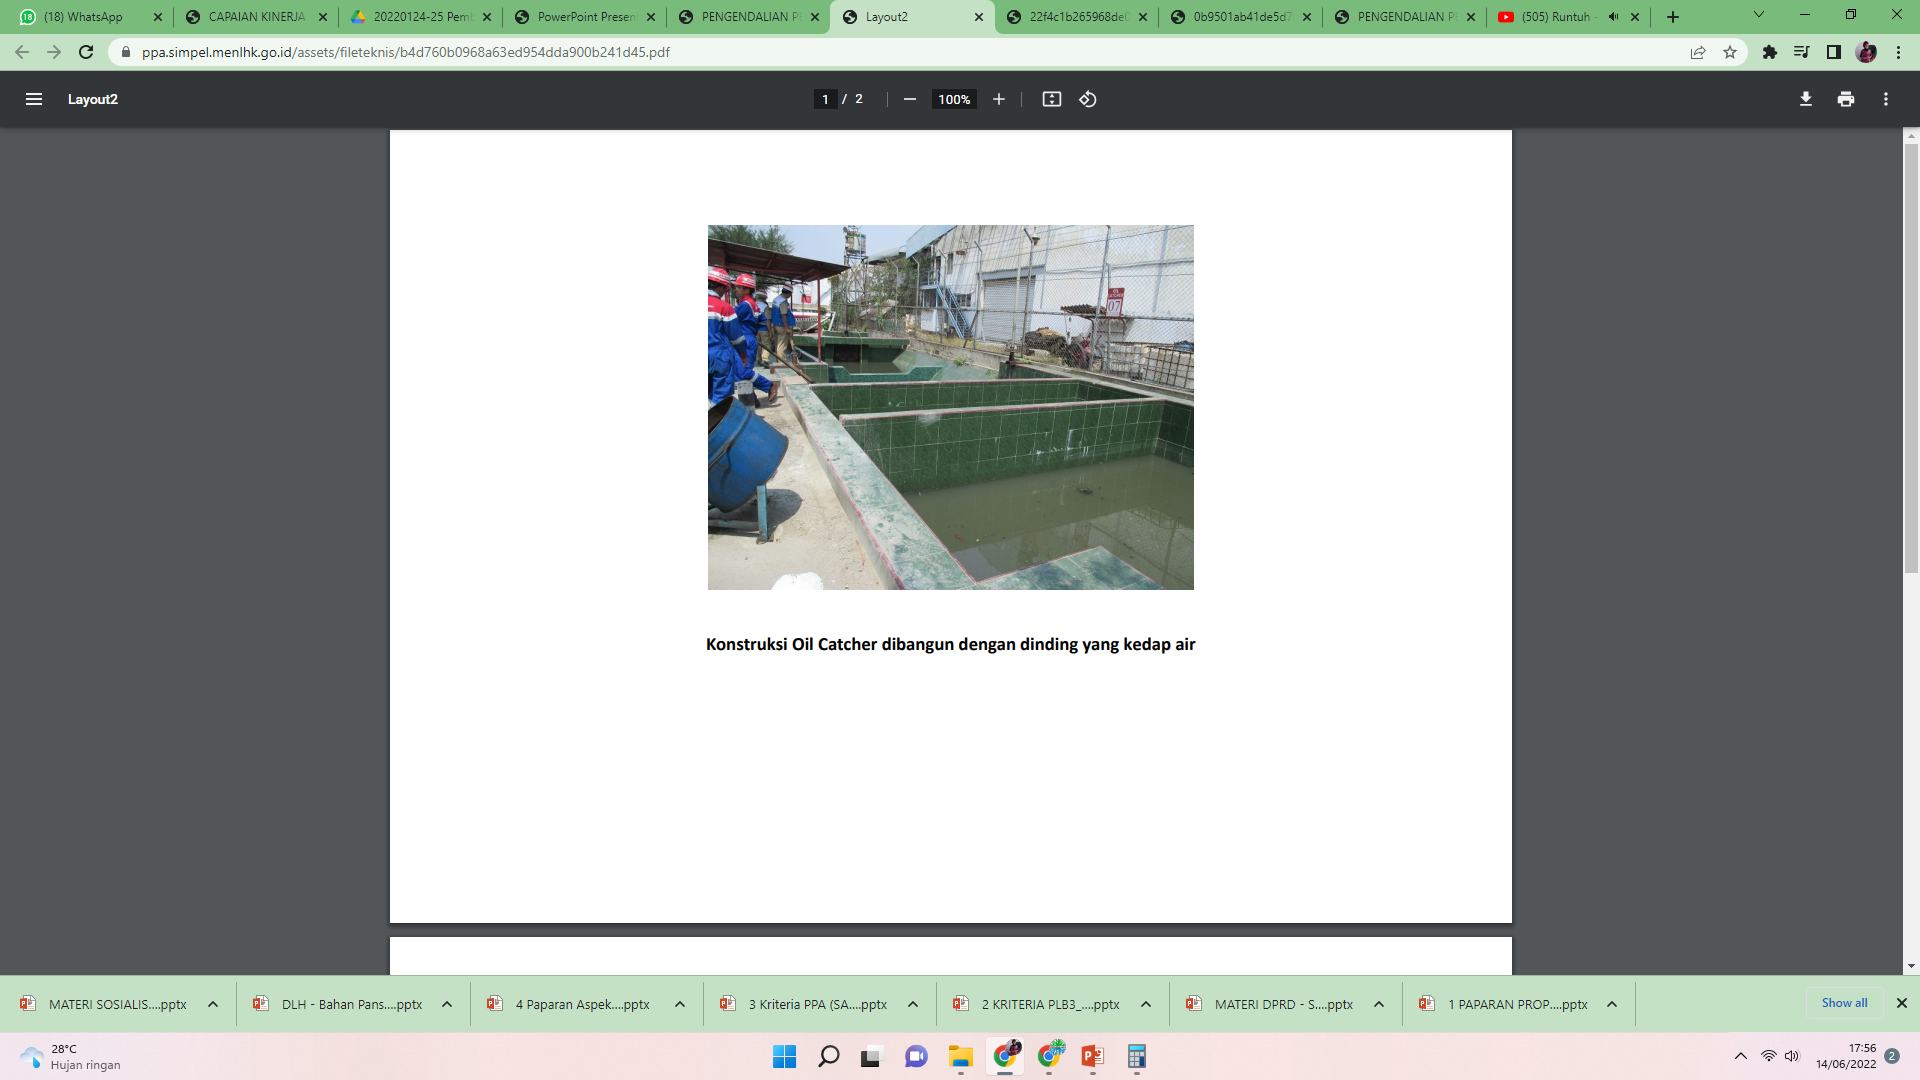 (18) WhatsApp
CAPAIAN KINERJA
20220124-25 Pemb
PowerPoint Presen
PENGENDALIAN P
Layout2
22f4c1b265968de0
0b9501ab41de5d7
PENGENDALIAN P
(505) Runtuh -
ppa.simpel.menlhk.go.id/assets/fileteknis/b4d760b0968a63ed954dda900b241d45.pdf
Layout2
1 / 2
100%
07
Konstruksi Oil Catcher dibangun dengan dinding yang kedap air
MATERI SOSIALIS....pptx
DLH - Bahan Pans....pptx
4 Paparan Aspek....pptx
3 Kriteria PPA (SA....pptx
2 KRITERIA PLB3_....pptx
MATERI DPRD - S....pptx
1 PAPARAN PROP....pptx
Show all
28°C
Hujan ringan
17:56
14/06/2022
2